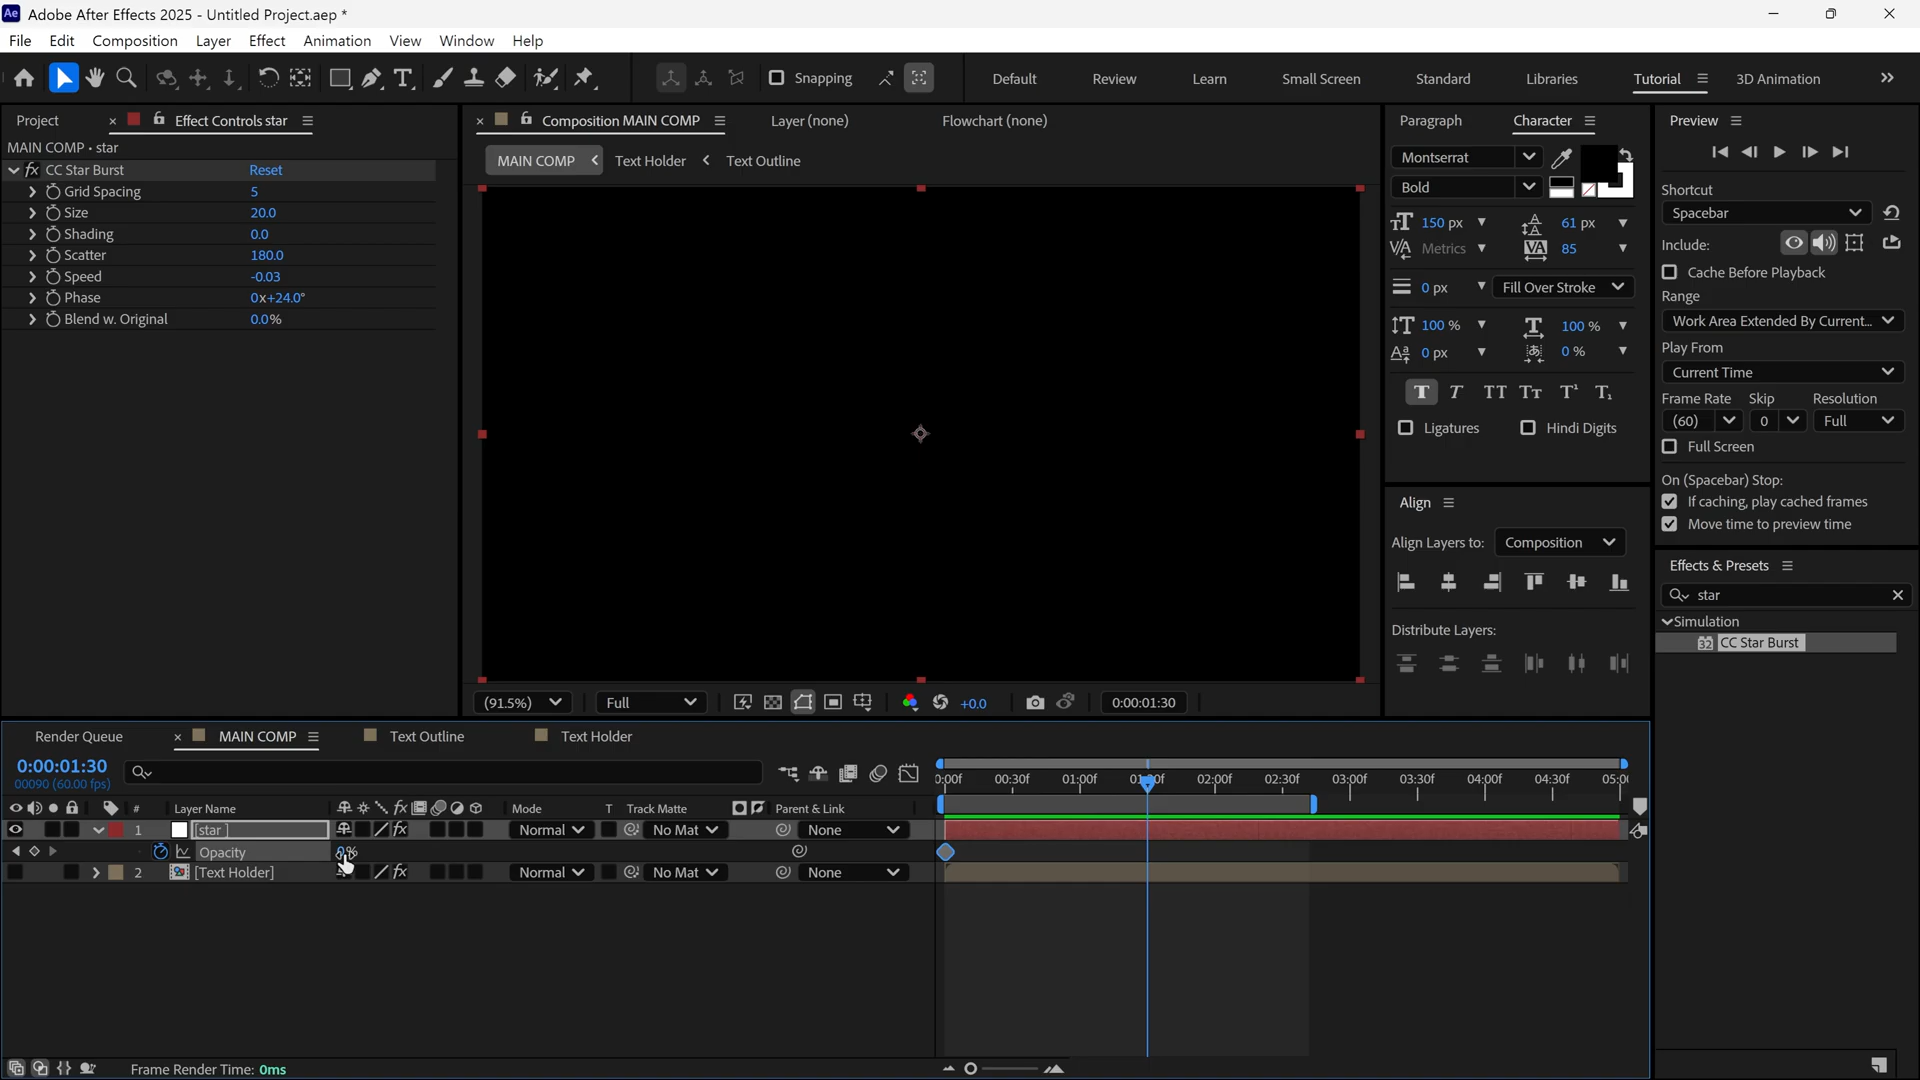 Ae Adobe After Effects 2025 - Untitled Project.aep *
File Edit Composition Layer Effect Animation View Window Help
Snapping Default Review Learn Small Screen Standard Libraries Tutorial 3D Animation
Project × Effect Controls star
MAIN COMP • star
fx CC Star Burst Reset
Grid Spacing 5
Size 20.0
Shading 0.0
Scatter 180.0
Speed -0.03
Phase 0x+24.0°
Blend w. Original 0.0%
× Composition MAIN COMP Layer (none) Flowchart (none)
MAIN COMP Text Holder Text Outline
(91.5%) Full +0.0 0:00:01:30
Paragraph Character
Montserrat
Bold
150 px 61 px
Metrics 85
0 px Fill Over Stroke
100 % 100 %
0 px 0 %
T T TT Tт T¹ T₁
Ligatures Hindi Digits
Align
Align Layers to: Composition
Distribute Layers:
Preview
Shortcut
Spacebar
Include:
Cache Before Playback
Range
Work Area Extended By Current...
Play From
Current Time
Frame Rate Skip Resolution
(60) 0 Full
Full Screen
On (Spacebar) Stop:
If caching, play cached frames
Move time to preview time
Effects & Presets
star
Simulation
32 CC Star Burst
Render Queue × MAIN COMP Text Outline Text Holder
0:00:01:30
00090 (60.00 fps)
# Layer Name Mode T Track Matte Parent & Link
1 [star ] Normal No Mat None
Opacity
2 [Text Holder] Normal No Mat None
00:30f 01:00f 02:00f 02:30f 03:00f 03:30f 04:00f 04:30f
Frame Render Time: 0ms